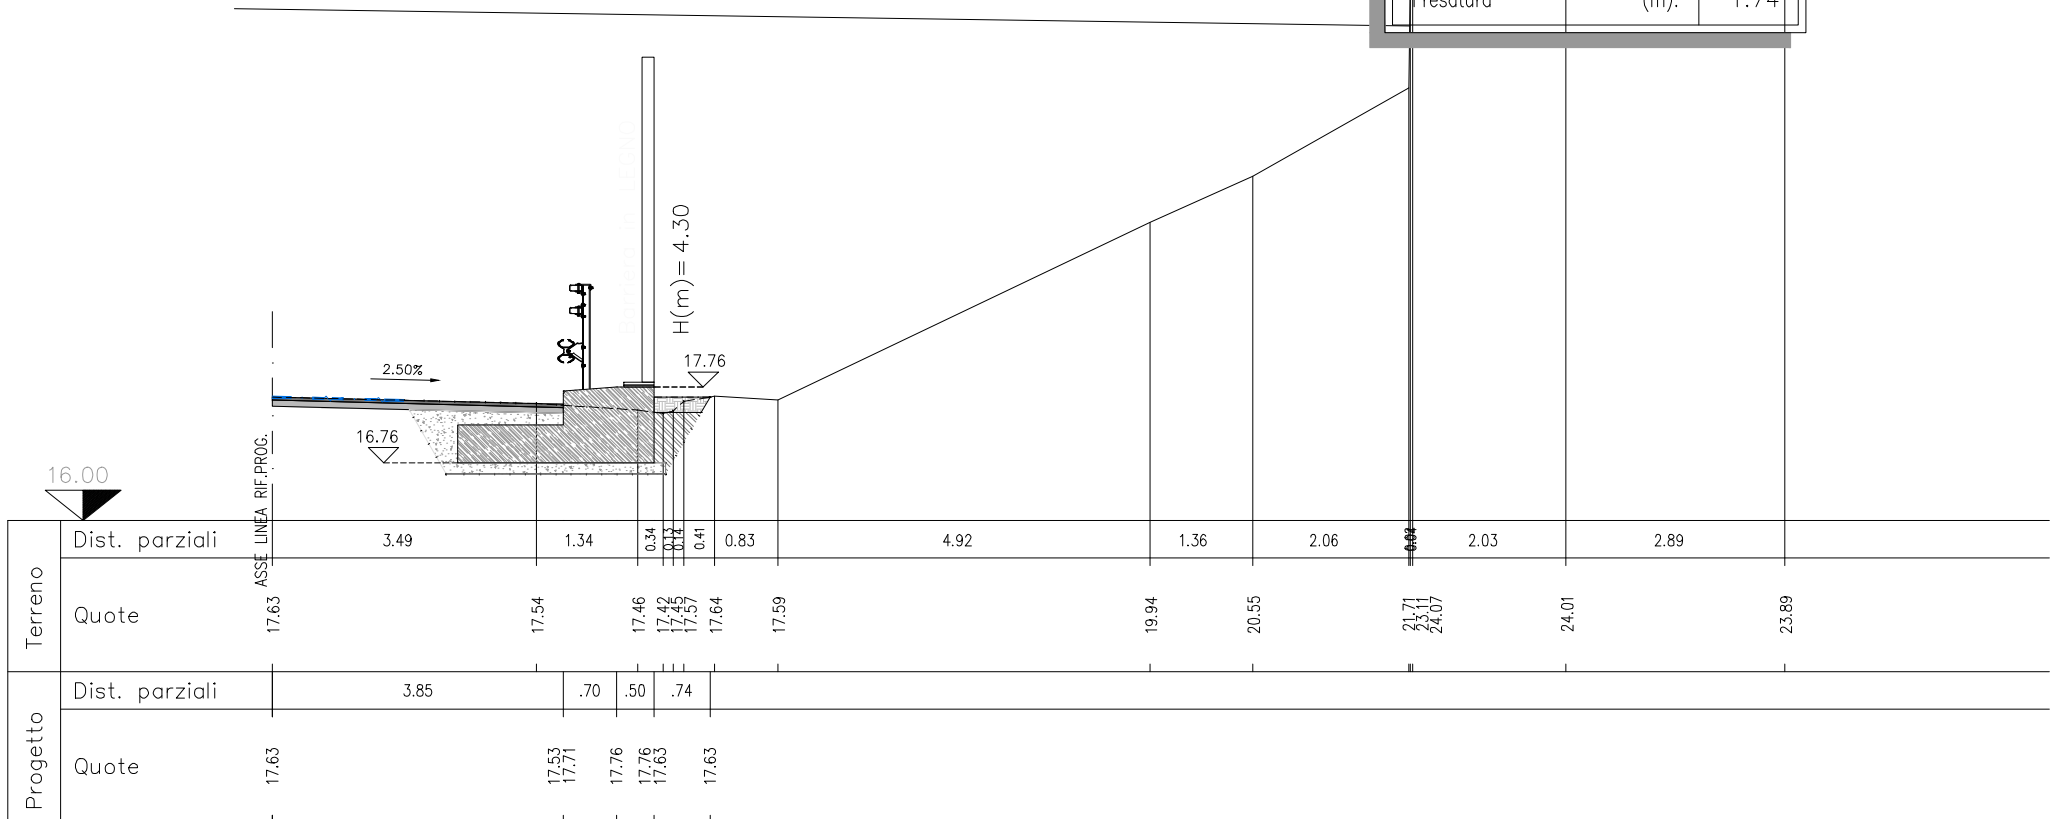 Fresatura (m). 1.74
H(m)= 4.30
17.76
2.50%
16.76
16.00
ASSE LINEA RIF.PROG.
Terreno
Dist. parziali 3.49 1.34 0.34 0.13 0.14 0.41 0.83 4.92 1.36 2.06 2.03 2.89
Quote 17.63 17.54 17.46 17.42 17.45 17.57 17.64 17.59 19.94 20.55 21.71 23.11 24.07 24.01 23.89
Progetto
Dist. parziali 3.85 .70 .50 .74
Quote 17.63 17.53 17.71 17.76 17.76 17.63 17.63